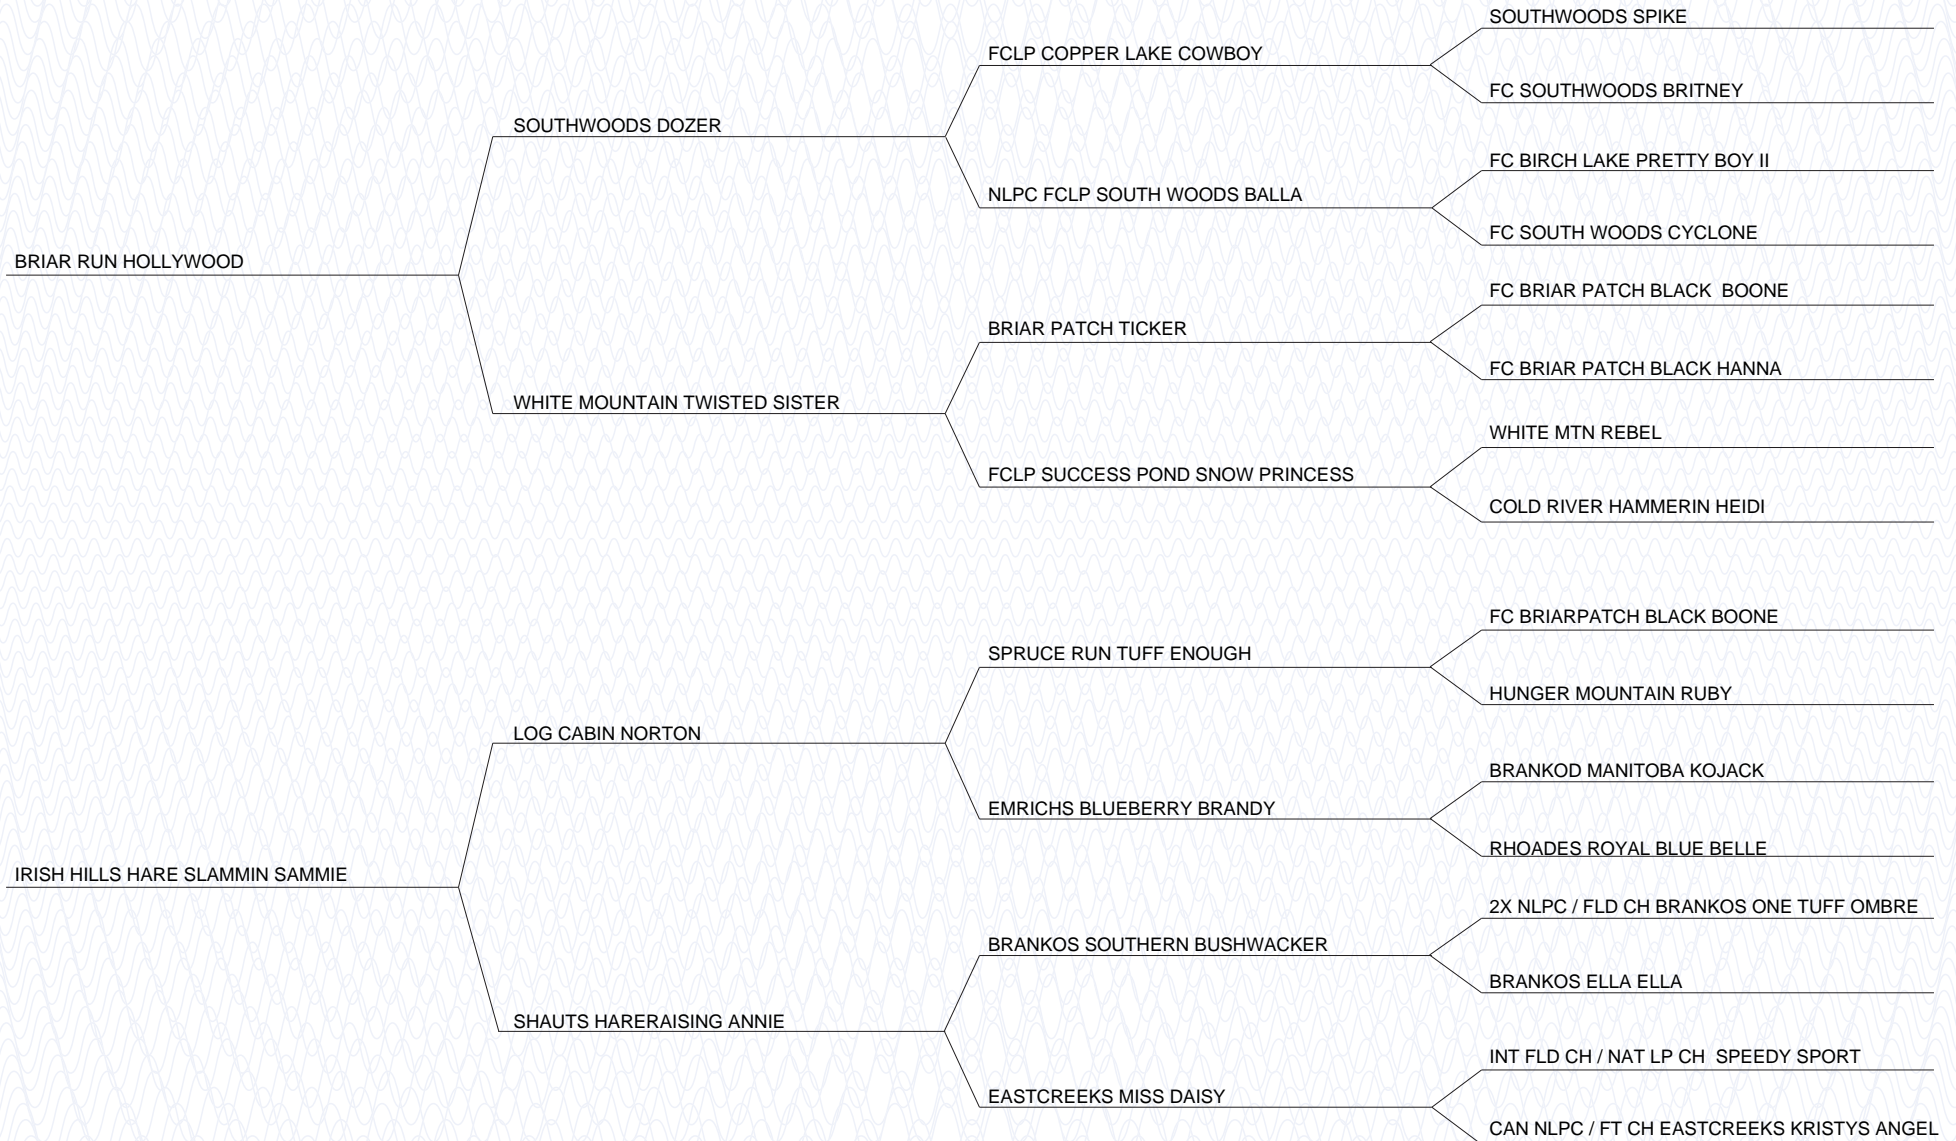 SOUTHWOODS SPIKE
FCLP COPPER LAKE COWBOY
FC SOUTHWOODS BRITNEY
SOUTHWOODS DOZER
FC BIRCH LAKE PRETTY BOY II
NLPC FCLP SOUTH WOODS BALLA
FC SOUTH WOODS CYCLONE
BRIAR RUN HOLLYWOOD
FC BRIAR PATCH BLACK  BOONE
BRIAR PATCH TICKER
FC BRIAR PATCH BLACK HANNA
WHITE MOUNTAIN TWISTED SISTER
WHITE MTN REBEL
FCLP SUCCESS POND SNOW PRINCESS
COLD RIVER HAMMERIN HEIDI
FC BRIARPATCH BLACK BOONE
SPRUCE RUN TUFF ENOUGH
HUNGER MOUNTAIN RUBY
LOG CABIN NORTON
BRANKOD MANITOBA KOJACK
EMRICHS BLUEBERRY BRANDY
RHOADES ROYAL BLUE BELLE
IRISH HILLS HARE SLAMMIN SAMMIE
2X NLPC / FLD CH BRANKOS ONE TUFF OMBRE
BRANKOS SOUTHERN BUSHWACKER
BRANKOS ELLA ELLA
SHAUTS HARERAISING ANNIE
INT FLD CH / NAT LP CH  SPEEDY SPORT
EASTCREEKS MISS DAISY
CAN NLPC / FT CH EASTCREEKS KRISTYS ANGEL